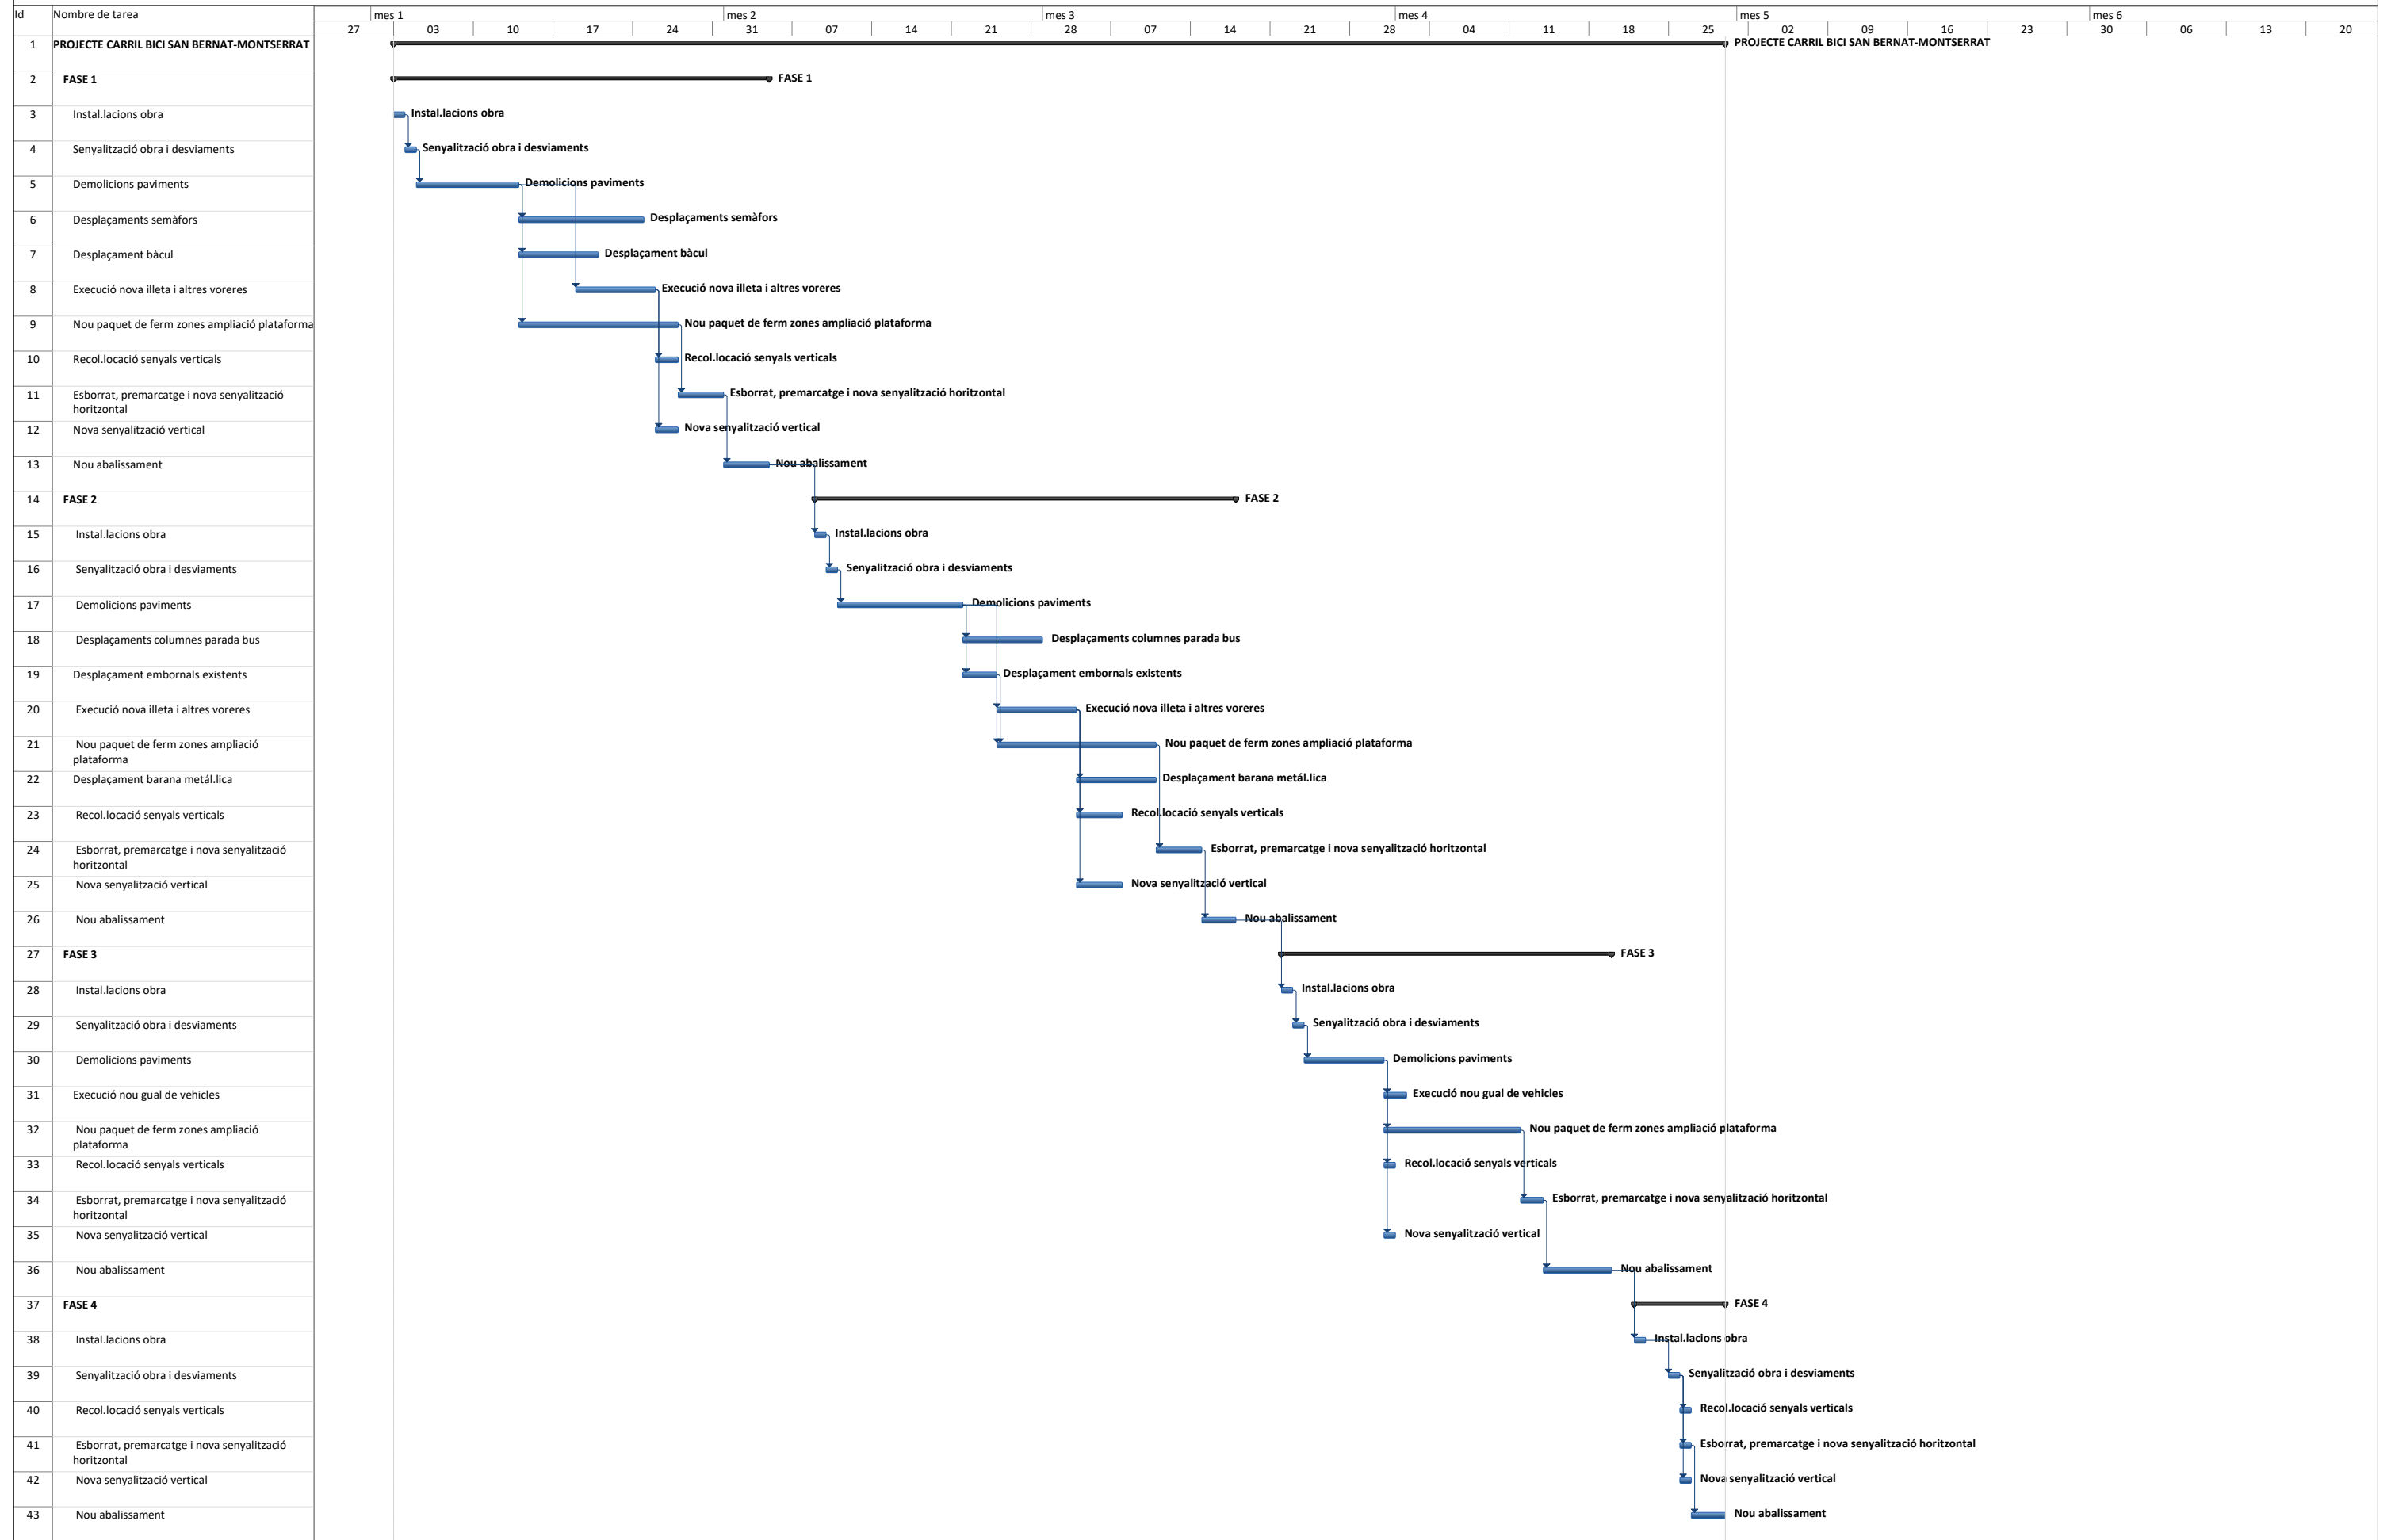 Id Nombre de tarea mes 1 mes 2 mes 3 mes 4 mes 5 mes 6
27 03 10 17 24 31 07 14 21 28 07 14 21 28 04 11 18 25 02 09 16 23 30 06 13 20
1 PROJECTE CARRIL BICI SAN BERNAT-MONTSERRAT PROJECTE CARRIL BICI SAN BERNAT-MONTSERRAT
2 FASE 1 FASE 1
3 Instal.lacions obra Instal.lacions obra
4 Senyalització obra i desviaments Senyalització obra i desviaments
5 Demolicions paviments Demolicions paviments
6 Desplaçaments semàfors Desplaçaments semàfors
7 Desplaçament bàcul Desplaçament bàcul
8 Execució nova illeta i altres voreres Execució nova illeta i altres voreres
9 Nou paquet de ferm zones ampliació plataforma Nou paquet de ferm zones ampliació plataforma
10 Recol.locació senyals verticals Recol.locació senyals verticals
11 Esborrat, premarcatge i nova senyalització Esborrat, premarcatge i nova senyalització horitzontal
horitzontal
12 Nova senyalització vertical Nova senyalització vertical
13 Nou abalissament Nou abalissament
14 FASE 2 FASE 2
15 Instal.lacions obra Instal.lacions obra
16 Senyalització obra i desviaments Senyalització obra i desviaments
17 Demolicions paviments Demolicions paviments
18 Desplaçaments columnes parada bus Desplaçaments columnes parada bus
19 Desplaçament embornals existents Desplaçament embornals existents
20 Execució nova illeta i altres voreres Execució nova illeta i altres voreres
21 Nou paquet de ferm zones ampliació Nou paquet de ferm zones ampliació plataforma
plataforma
22 Desplaçament barana metál.lica Desplaçament barana metál.lica
23 Recol.locació senyals verticals Recol.locació senyals verticals
24 Esborrat, premarcatge i nova senyalització Esborrat, premarcatge i nova senyalització horitzontal
horitzontal
25 Nova senyalització vertical Nova senyalització vertical
26 Nou abalissament Nou abalissament
27 FASE 3 FASE 3
28 Instal.lacions obra Instal.lacions obra
29 Senyalització obra i desviaments Senyalització obra i desviaments
30 Demolicions paviments Demolicions paviments
31 Execució nou gual de vehicles Execució nou gual de vehicles
32 Nou paquet de ferm zones ampliació Nou paquet de ferm zones ampliació plataforma
plataforma
33 Recol.locació senyals verticals Recol.locació senyals verticals
34 Esborrat, premarcatge i nova senyalització Esborrat, premarcatge i nova senyalització horitzontal
horitzontal
35 Nova senyalització vertical Nova senyalització vertical
36 Nou abalissament Nou abalissament
37 FASE 4 FASE 4
38 Instal.lacions obra Instal.lacions obra
39 Senyalització obra i desviaments Senyalització obra i desviaments
40 Recol.locació senyals verticals Recol.locació senyals verticals
41 Esborrat, premarcatge i nova senyalització Esborrat, premarcatge i nova senyalització horitzontal
horitzontal
42 Nova senyalització vertical Nova senyalització vertical
43 Nou abalissament Nou abalissament